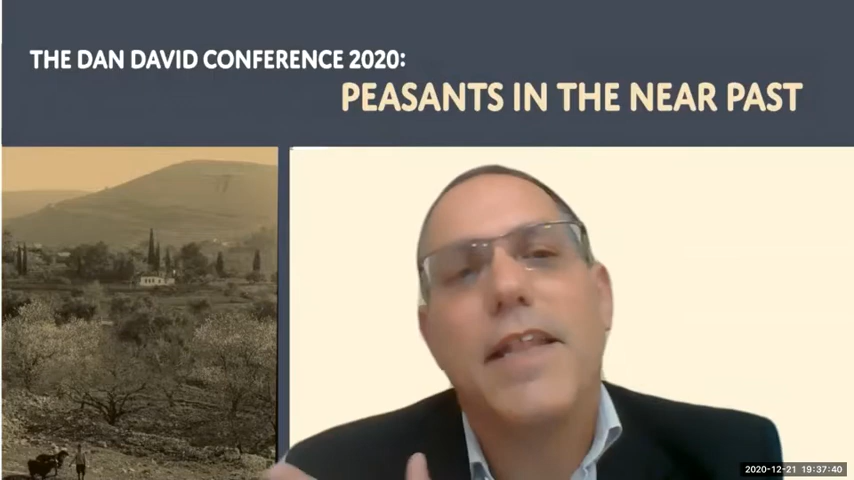 THE DAN DAVID CONFERENCE 2020:
PEASANTS IN THE NEAR PAST
2020-12-21 19:37:40